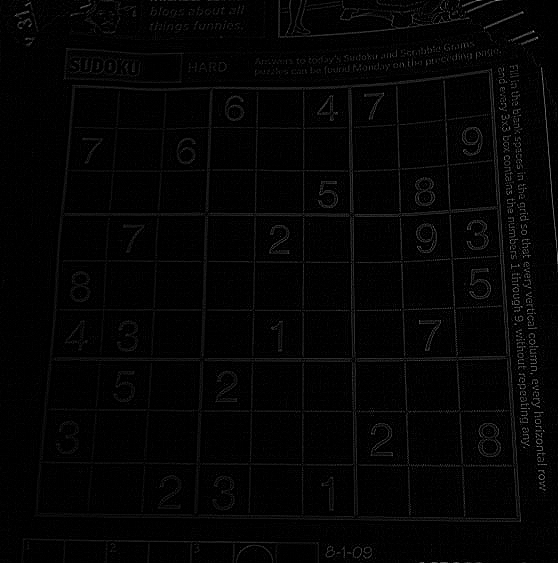 blogs about all
things funnies.
SUDOKU HARD
Answers to today's Sudoku and Scrabble Grams
puzzles can be found Monday on the preceding page.
6 4 7
7 6 9
5 8
7 2 9 3
8 5
4 3 1 7
5 2
3 2 8
2 3 1
Fill in the blank spaces in the grid so that every vertical column, every horizontal row
and every 3x3 box contains the numbers 1 through 9, without repeating any.
1 2 3
8-1-09